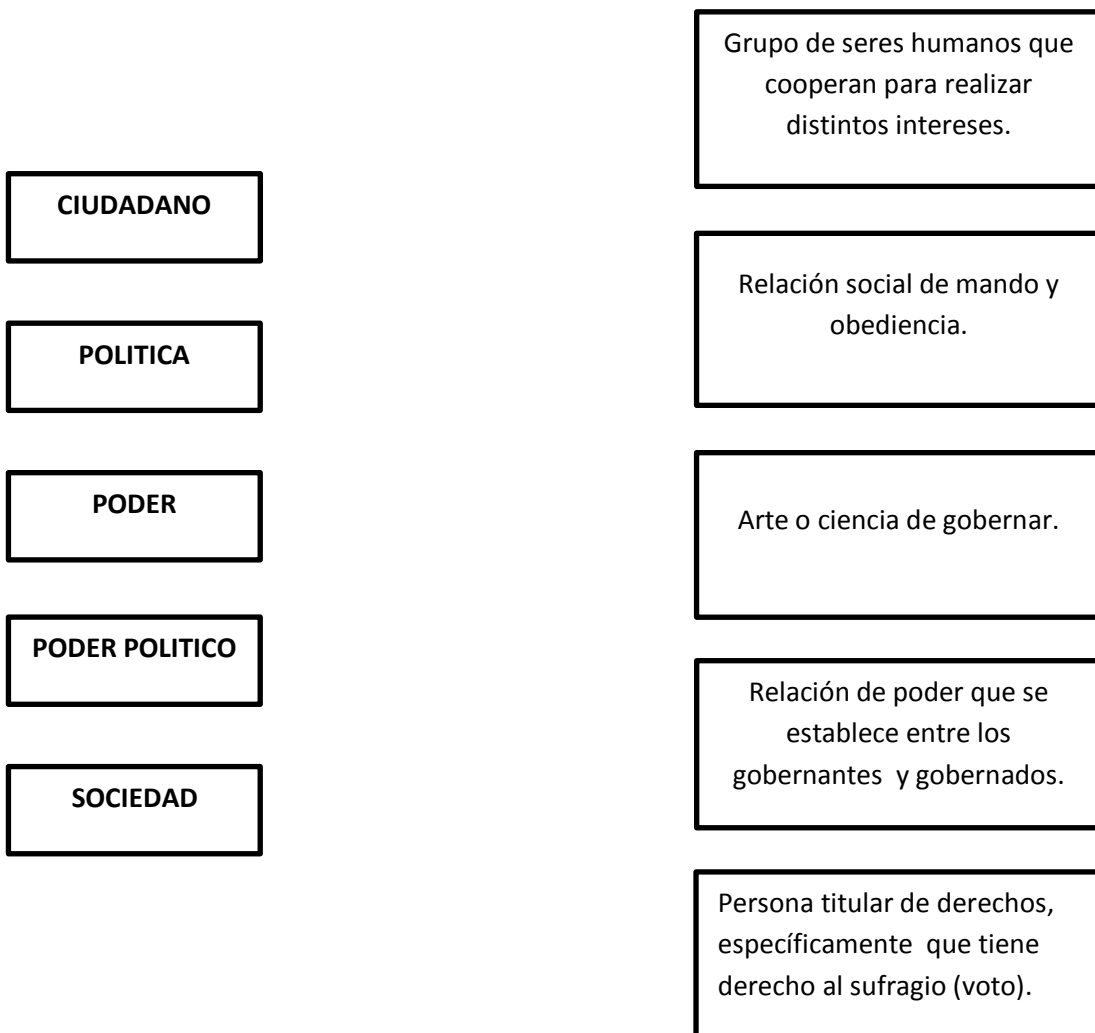 CIUDADANO
POLITICA
PODER
PODER POLITICO
SOCIEDAD
Grupo de seres humanos que
cooperan para realizar
distintos intereses.
Relación social de mando y
obediencia.
Arte o ciencia de gobernar.
Relación de poder que se
establece entre los
gobernantes  y gobernados.
Persona titular de derechos,
específicamente  que tiene
derecho al sufragio (voto).